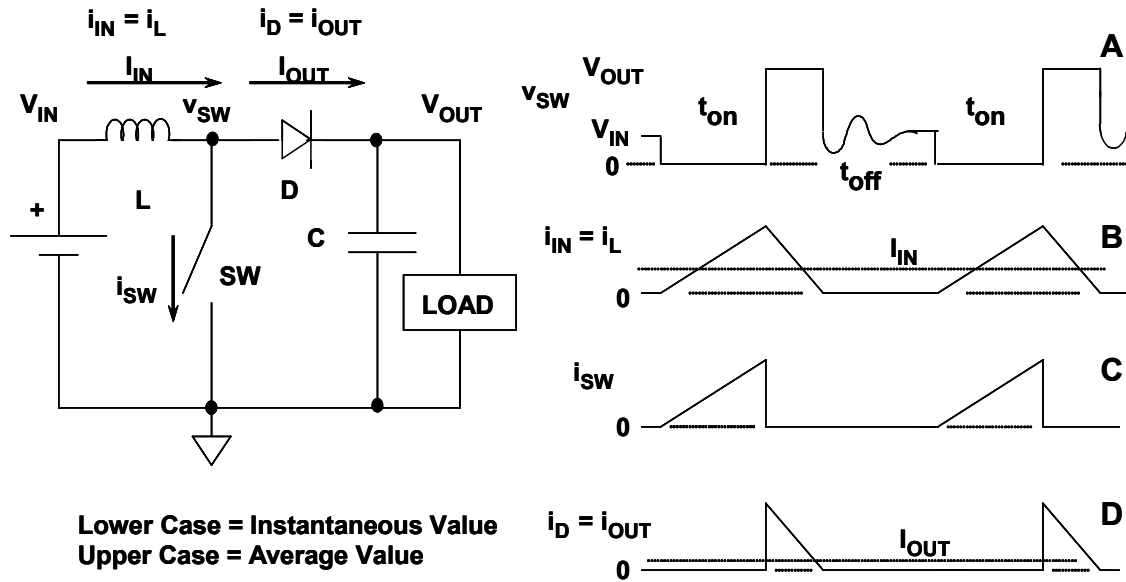 iIN = iL
iD = iOUT
IIN
IOUT
VIN
vSW
VOUT
+
L
D
C
iSW
SW
LOAD
Lower Case = Instantaneous Value
Upper Case = Average Value
A
VOUT
vSW
ton
ton
VIN
0
toff
B
iIN = iL
IIN
0
C
iSW
0
D
iD = iOUT
IOUT
0